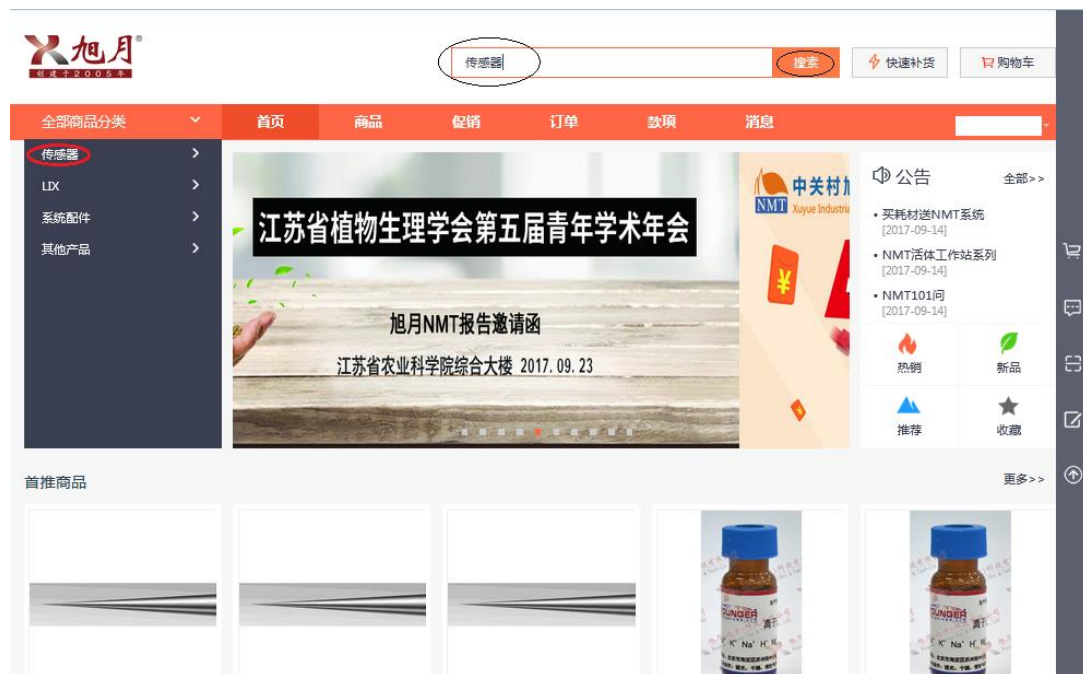 旭月®
创建于2005年
传感器
搜索
快速补货
购物车
全部商品分类
首页
商品
促销
订单
款项
消息
传感器
LIX
系统配件
其他产品
江苏省植物生理学会第五届青年学术年会
旭月NMT报告邀请函
江苏省农业科学院综合大楼 2017.09.23
NMT
中关村旭
Xuyue Industria
公告
全部>>
• 买耗材送NMT系统
[2017-09-14]
• NMT活体工作站系列
[2017-09-14]
• NMT101问
[2017-09-14]
热销
新品
推荐
收藏
首推商品
更多>>